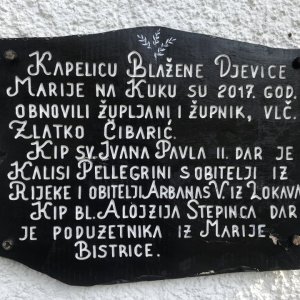 KAPELICU BLAŽENE DJEVICE
MARIJE NA KUKU SU 2017. GOD.
OBNOVILI ŽUPLJANI I ŽUPNIK, VLČ.
ZLATKO CIBARIĆ.
KIP SV. IVANA PAVLA II. DAR JE
KALISI PELLEGRINI S OBITELJI IZ
RIJEKE I OBITELJI ARBANAS V. IZ LOKAVA
KIP BL. ALOJZIJA STEPINCA DAR
JE PODUZETNIKA IZ MARIJE
BISTRICE.